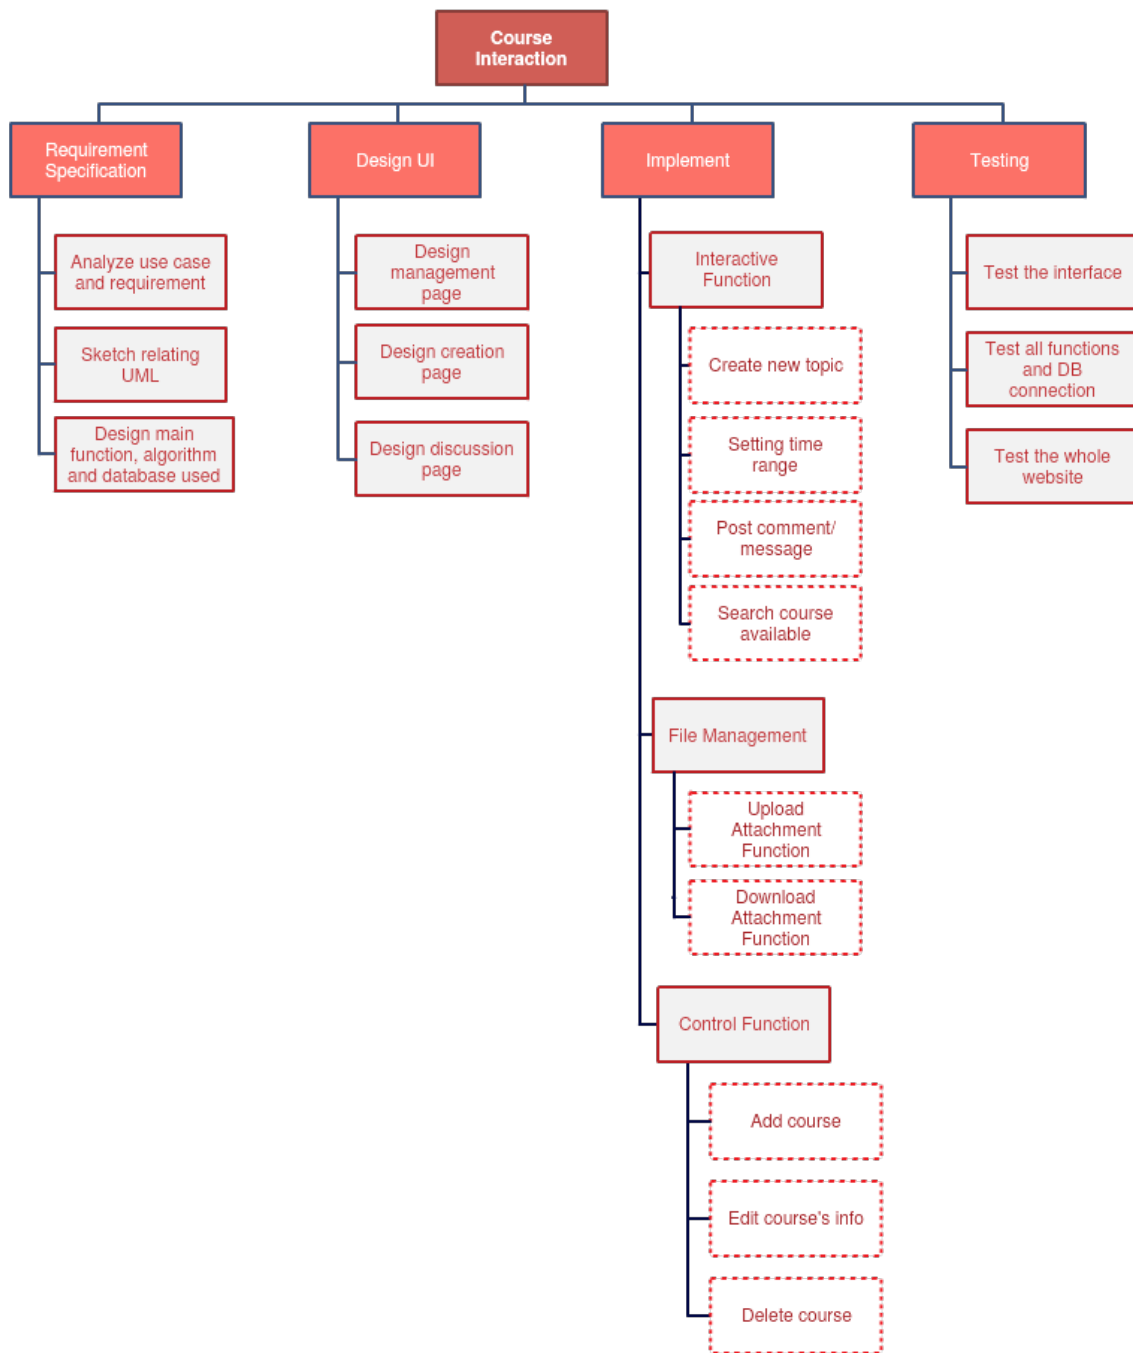 Course
Interaction
Requirement
Specification
Design UI
Implement
Testing
Analyze use case
and requirement
Sketch relating
UML
Design main
function, algorithm
and database used
Design
management
page
Design creation
page
Design discussion
page
Interactive
Function
Create new topic
Setting time
range
Post comment/
message
Search course
available
File Management
Upload
Attachment
Function
Download
Attachment
Function
Control Function
Add course
Edit course's info
Delete course
Test the interface
Test all functions
and DB
connection
Test the whole
website